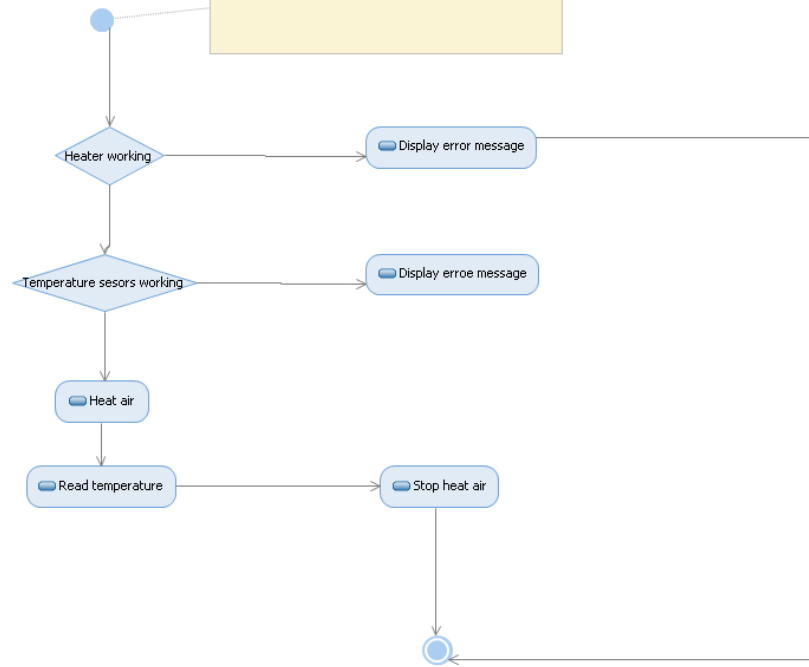 Heater working
Display error message
Temperature sesors working
Display erroe message
Heat air
Read temperature
Stop heat air